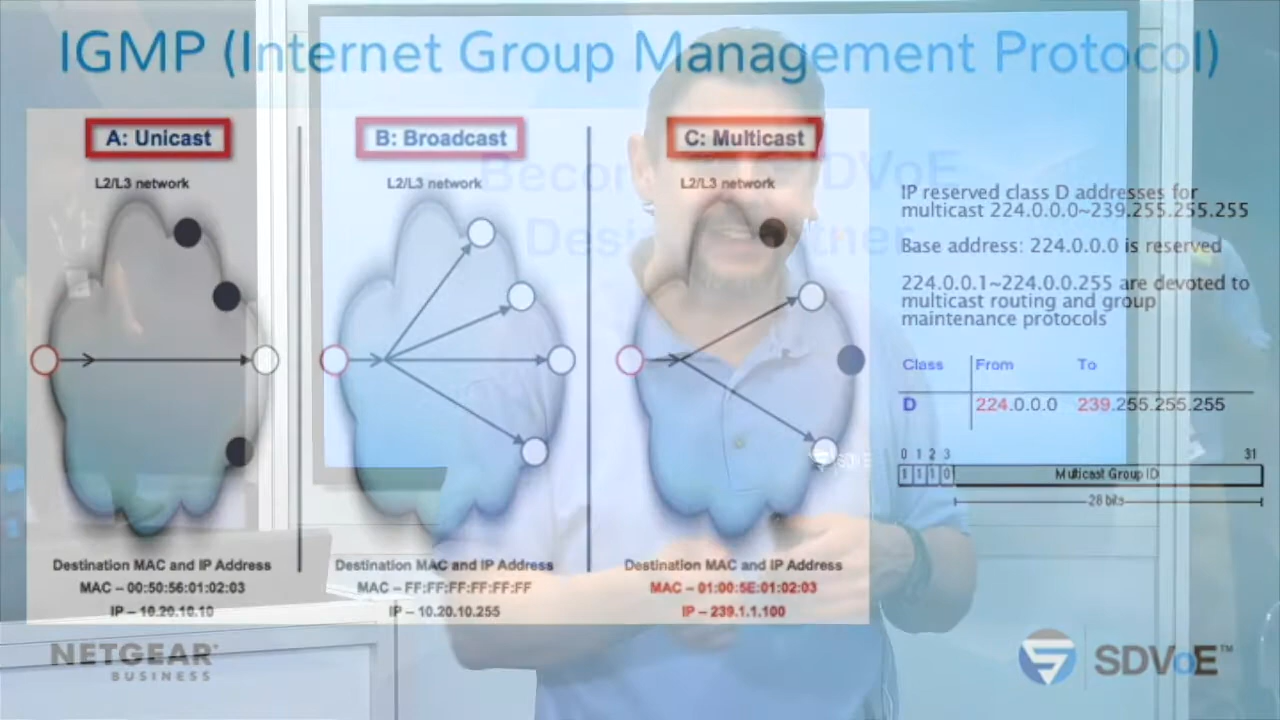 IGMP (Internet Group Management Protocol)
A: Unicast
L2/L3 network
Destination MAC and IP Address
MAC – 00:50:56:01:02:03
IP – 10.20.10.10
B: Broadcast
L2/L3 network
Destination MAC and IP Address
MAC – FF:FF:FF:FF:FF:FF
IP – 10.20.10.255
C: Multicast
L2/L3 network
Destination MAC and IP Address
MAC – 01:00:5E:01:02:03
IP – 239.1.1.100
IP reserved class D addresses for
multicast 224.0.0.0~239.255.255.255
Base address: 224.0.0.0 is reserved
224.0.0.1~224.0.0.255 are devoted to
multicast routing and group
maintenance protocols
Class From To
D 224.0.0.0 239.255.255.255
0 1 2 3 31
1 1 1 0 Multicast Group ID
28 bits
NETGEAR
BUSINESS
SDVoE™